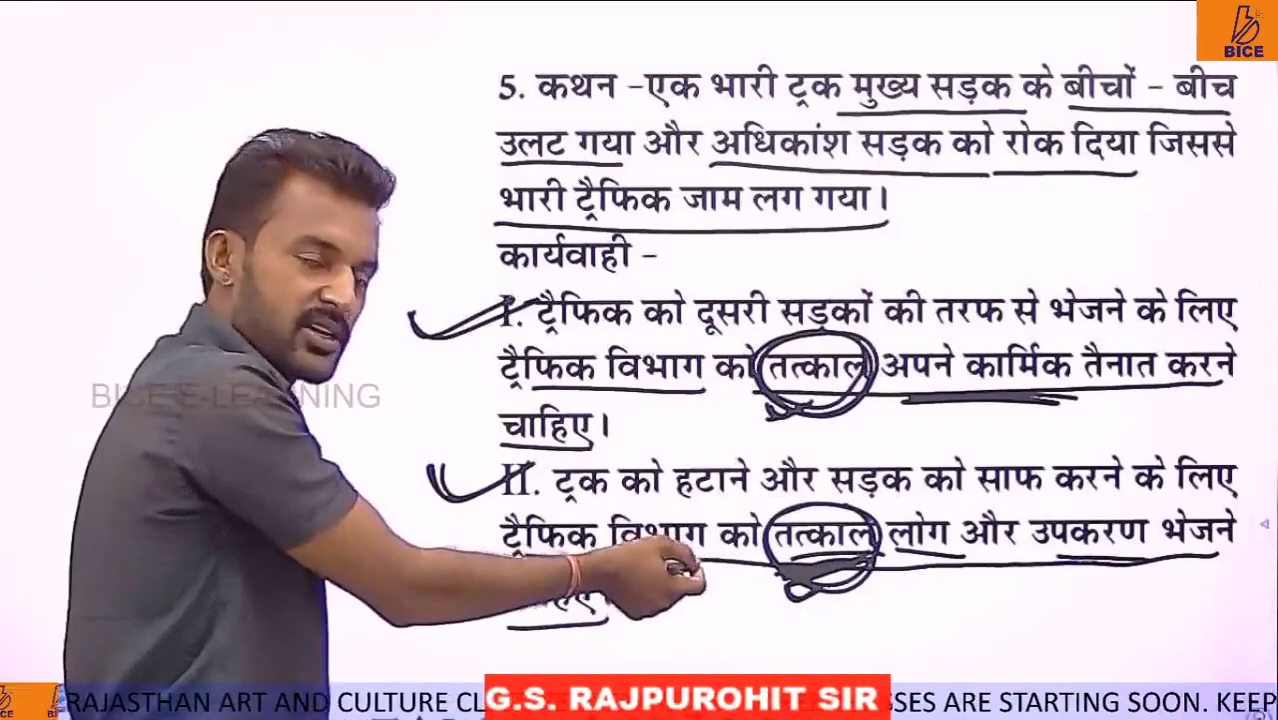 BICE
5. कथन -एक भारी ट्रक मुख्य सड़क के बीचों - बीच
उलट गया और अधिकांश सड़क को रोक दिया जिससे
भारी ट्रैफिक जाम लग गया।
कार्यवाही -
I. ट्रैफिक को दूसरी सड़कों की तरफ से भेजने के लिए
ट्रैफिक विभाग को तत्काल अपने कार्मिक तैनात करने
चाहिए।
BICE E-LEARNING
II. ट्रक को हटाने और सड़क को साफ करने के लिए
ट्रैफिक विभाग को तत्काल लोग और उपकरण भेजने
RAJASTHAN ART AND CULTURE G.S. RAJPUROHIT SIR ARE STARTING SOON. KEEP